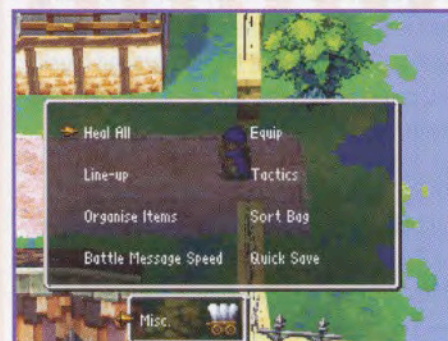 Heal All Equip
Line-up Tactics
Organise Items Sort Bag
Battle Message Speed Quick Save
Misc.